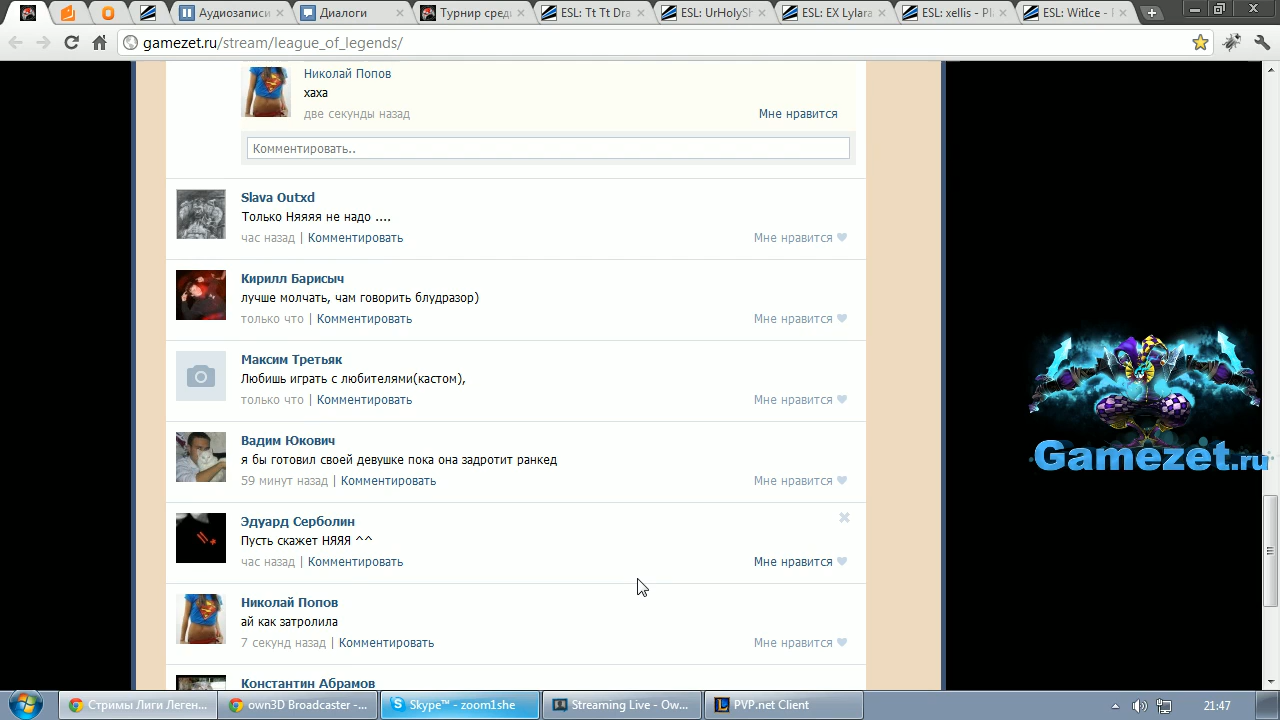 Аудиозаписи
Диалоги
Турнир сред
ESL: Tt Tt Dra
ESL: EX Lylara
ESL: xellis - Pl
ESL: WitIce -
gamezet.ru/stream/league_of_legends/
Николай Попов
хаха
две секунды назад
Мне нравится
Комментировать..
Slava Outxd
Только Няяяя не надо ....
час назад | Комментировать
Мне нравится
Кирилл Барисыч
лучше молчать, чам говорить блудразор)
только что | Комментировать
Мне нравится
Максим Третьяк
Любишь играть с любителями(кастом),
только что | Комментировать
Мне нравится
Вадим Юкович
я бы готовил своей девушке пока она задротит ранкед
59 минут назад | Комментировать
Мне нравится
Эдуард Серболин
Пусть скажет НЯЯЯ ^^
час назад | Комментировать
Мне нравится
Николай Попов
ай как затролила
7 секунд назад | Комментировать
Мне нравится
Константин Абрамов
Gamezet.ru
Стримы Лиги Леген...
own3D Broadcaster -...
Skype™ - zoom1she
Streaming Live - Ow...
PVP.net Client
21:47